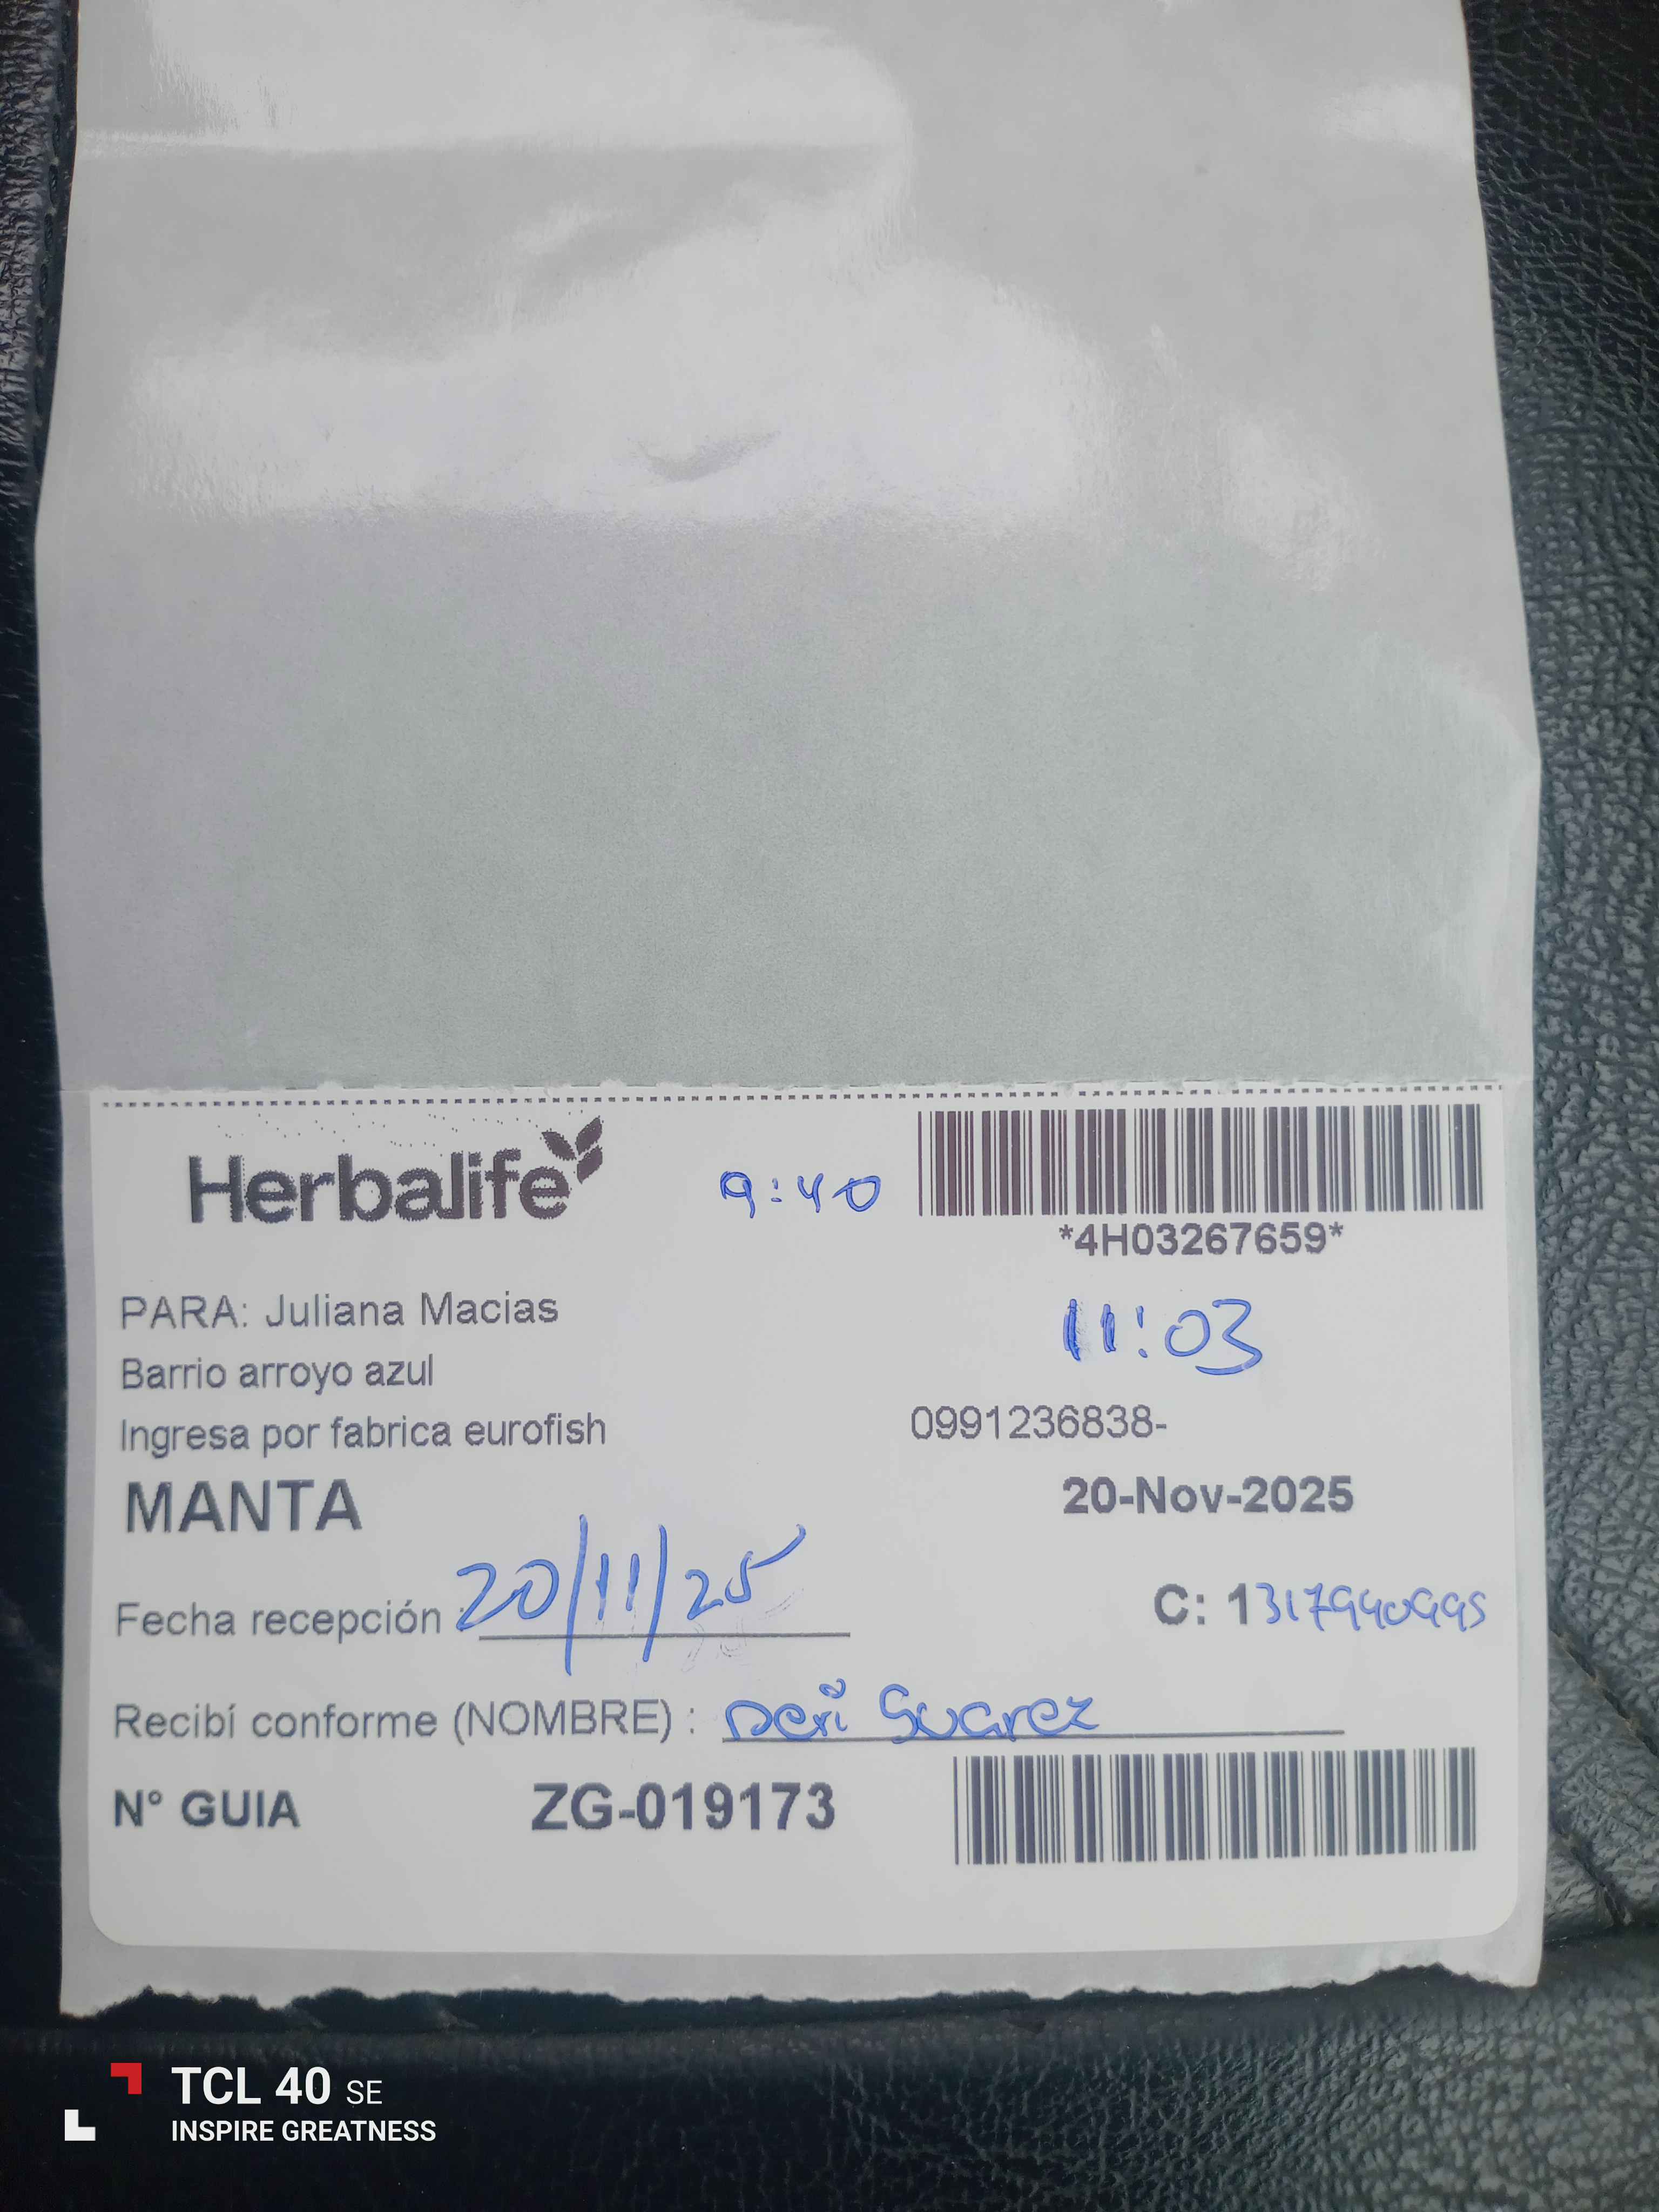 Herbalife
9:40
*4H03267659*
PARA: Juliana Macias
11:03
Barrio arroyo azul
Ingresa por fabrica eurofish
0991236838-
MANTA
20-Nov-2025
Fecha recepción 20/11/25
C: 1317940995
Recibí conforme (NOMBRE) : Suarez
N° GUIA ZG-019173
TCL 40 SE
INSPIRE GREATNESS